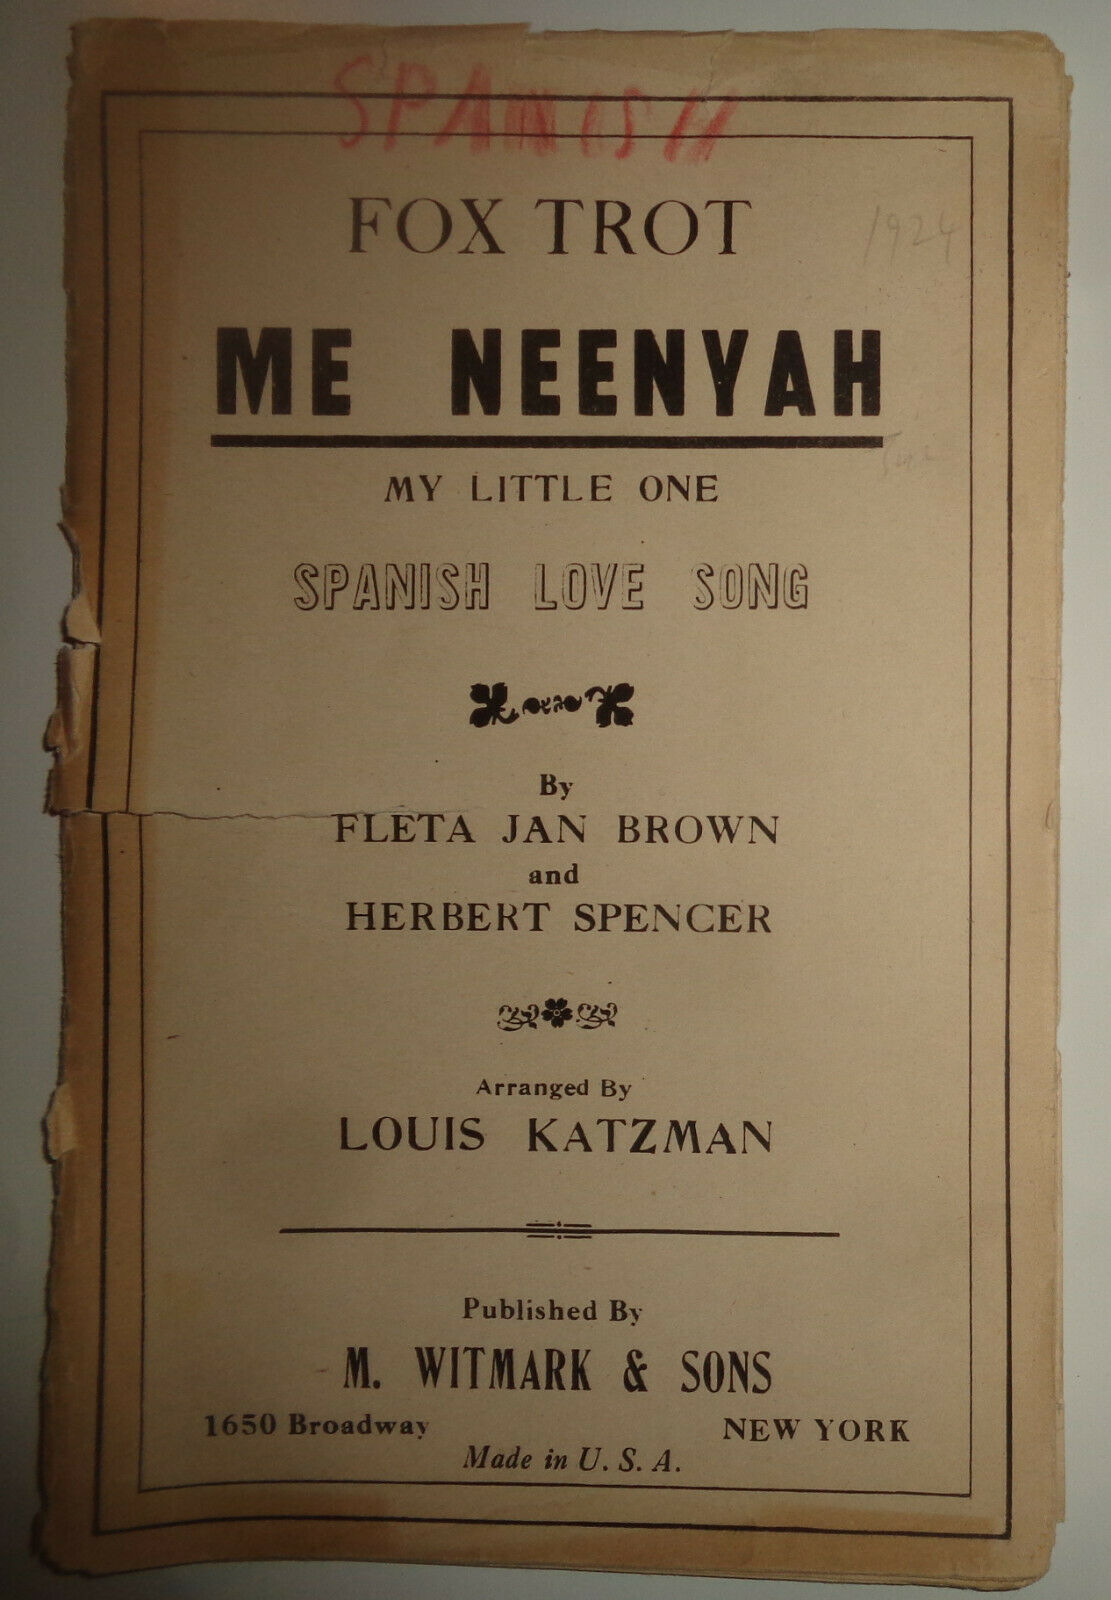 SPANISH
FOX TROT
1924
ME NEENYAH
MY LITTLE ONE
SPANISH LOVE SONG
By
FLETA JAN BROWN
and
HERBERT SPENCER
Arranged By
LOUIS KATZMAN
Published By
M. WITMARK & SONS
1650 Broadway NEW YORK
Made in U. S. A.